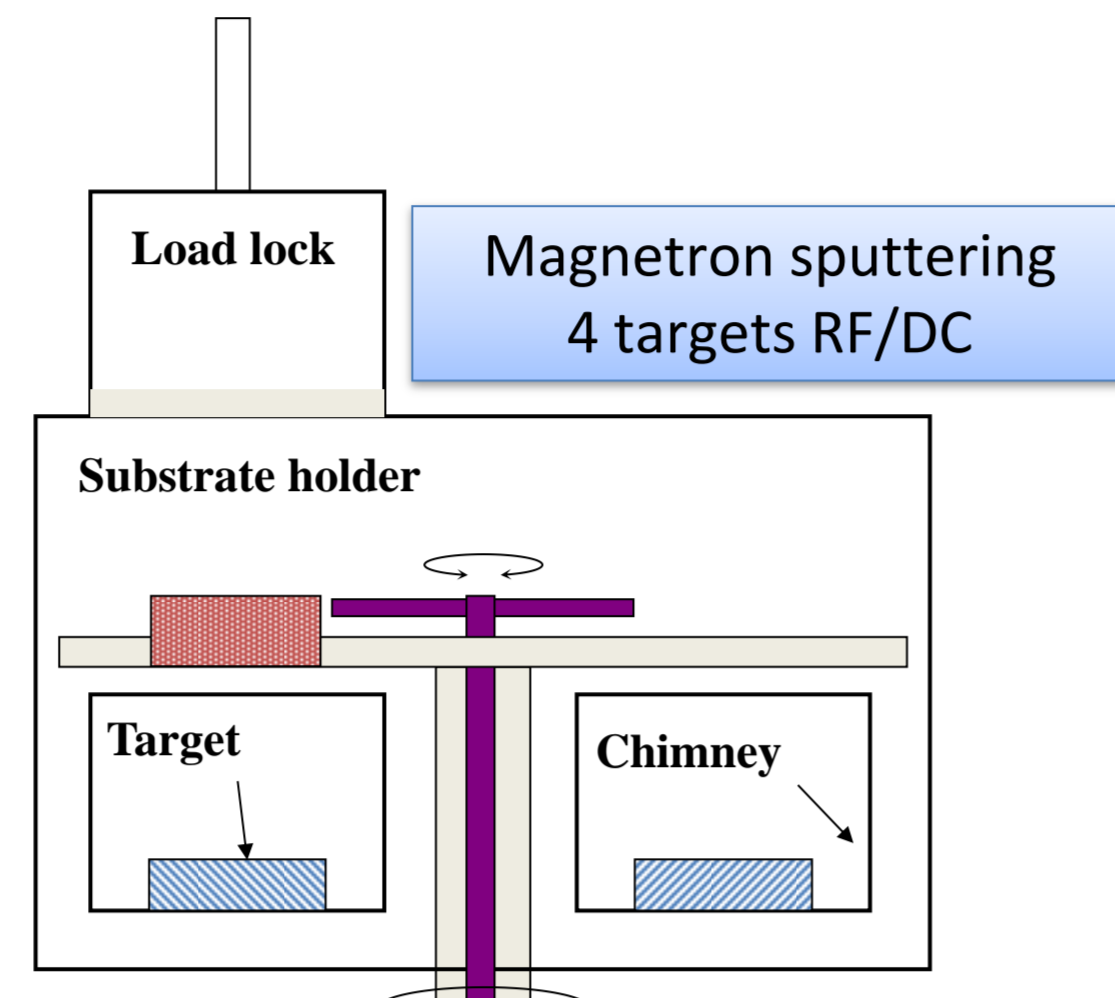 Load lock
Magnetron sputtering
4 targets RF/DC
Substrate holder
Target
Chimney